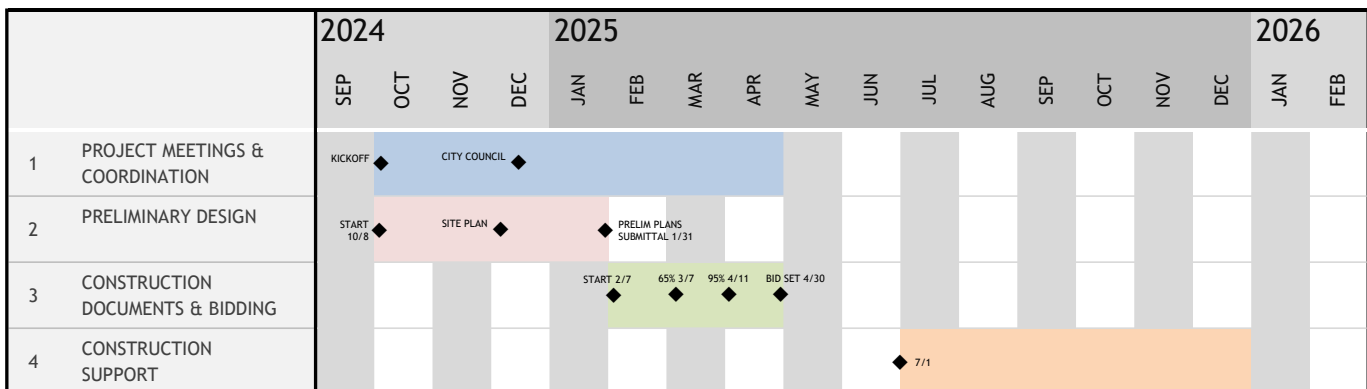 2024 2025 2026
SEP OCT NOV DEC JAN FEB MAR APR MAY JUN JUL AUG SEP OCT NOV DEC JAN FEB
1 PROJECT MEETINGS &
COORDINATION
KICKOFF CITY COUNCIL
2 PRELIMINARY DESIGN
START
10/8
SITE PLAN
PRELIM PLANS
SUBMITTAL 1/31
3 CONSTRUCTION
DOCUMENTS & BIDDING
START 2/7 65% 3/7 95% 4/11 BID SET 4/30
4 CONSTRUCTION
SUPPORT
7/1